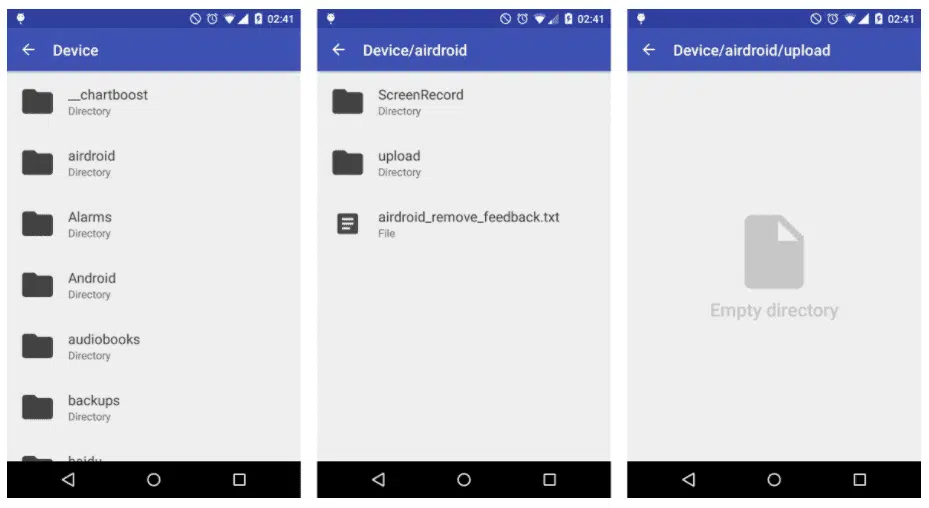 02:41
Device
__chartboost
Directory
airdroid
Directory
Alarms
Directory
Android
Directory
audiobooks
Directory
backups
Directory
02:41
Device/airdroid
ScreenRecord
Directory
upload
Directory
airdroid_remove_feedback.txt
File
02:41
Device/airdroid/upload
Empty directory